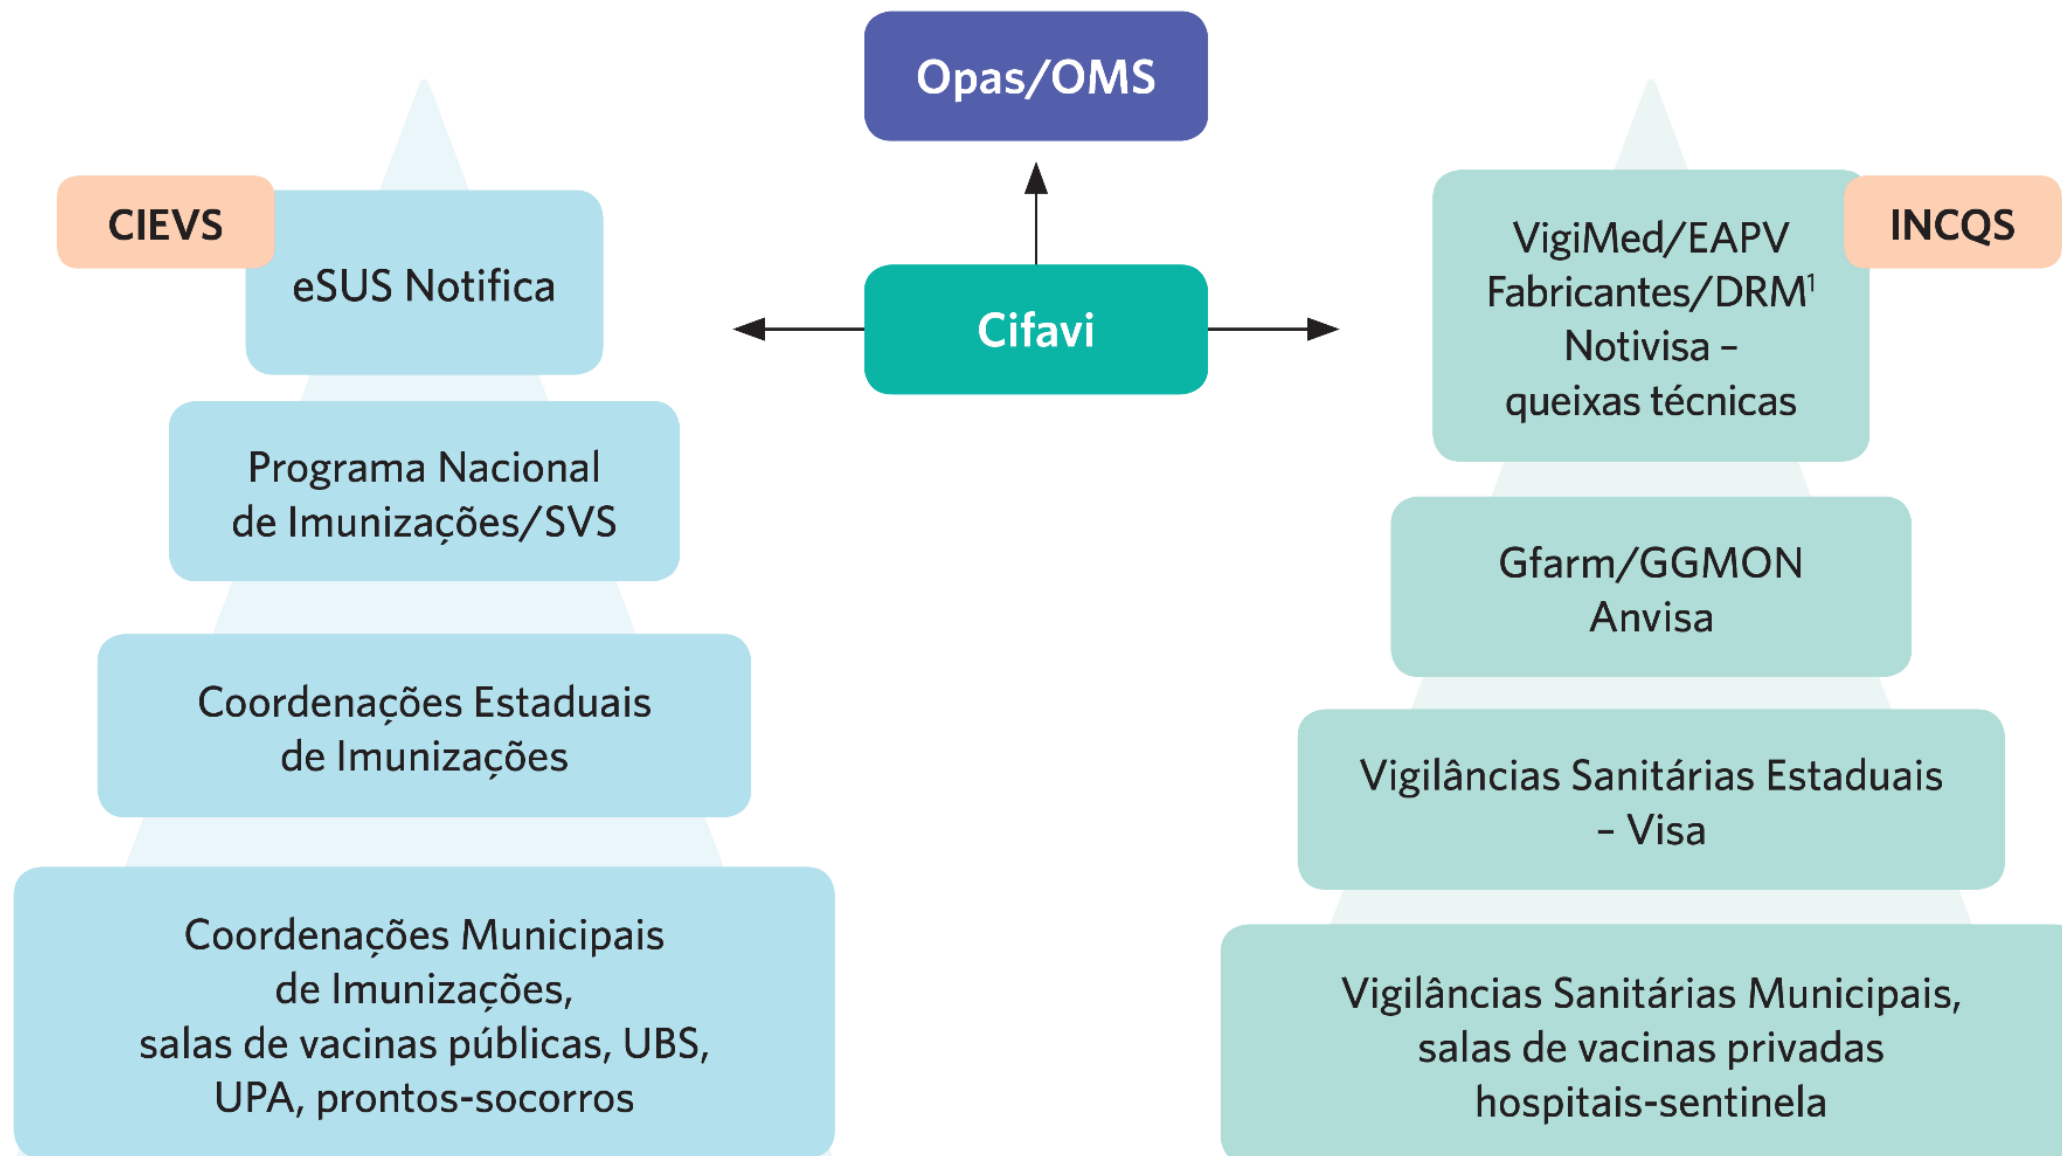 Opas/OMS
CIEVS
eSUS Notifica
Programa Nacional
de Imunizações/SVS
Coordenações Estaduais
de Imunizações
Coordenações Municipais
de Imunizações,
salas de vacinas públicas, UBS,
UPA, prontos-socorros
Cifavi
INCQS
VigiMed/EAPV
Fabricantes/DRM¹
Notivisa –
queixas técnicas
Gfarm/GGMON
Anvisa
Vigilâncias Sanitárias Estaduais
– Visa
Vigilâncias Sanitárias Municipais,
salas de vacinas privadas
hospitais-sentinela